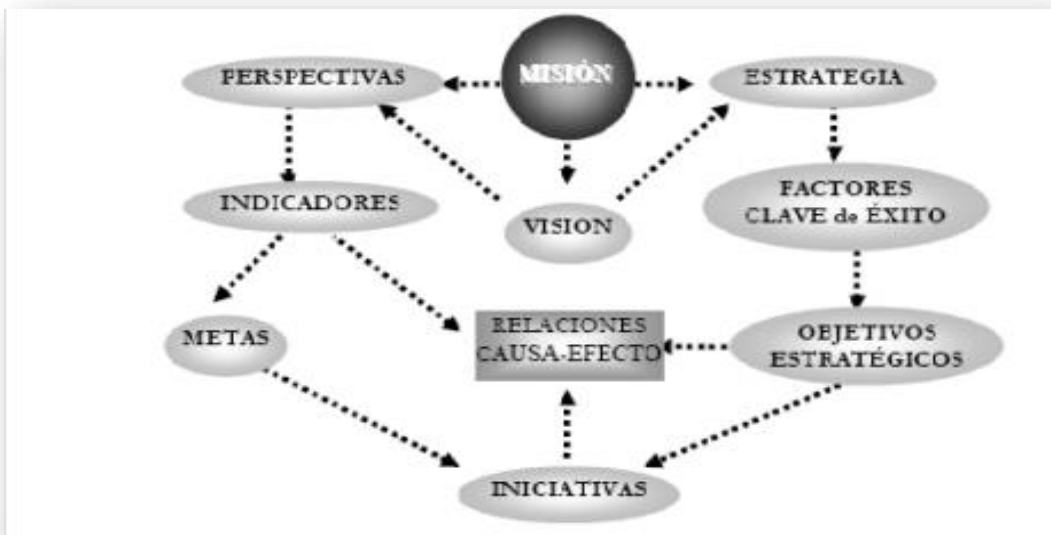 MISIÓN
PERSPECTIVAS
ESTRATEGIA
INDICADORES
FACTORES
CLAVE de ÉXITO
VISION
METAS
RELACIONES
CAUSA-EFECTO
OBJETIVOS
ESTRATÉGICOS
INICIATIVAS